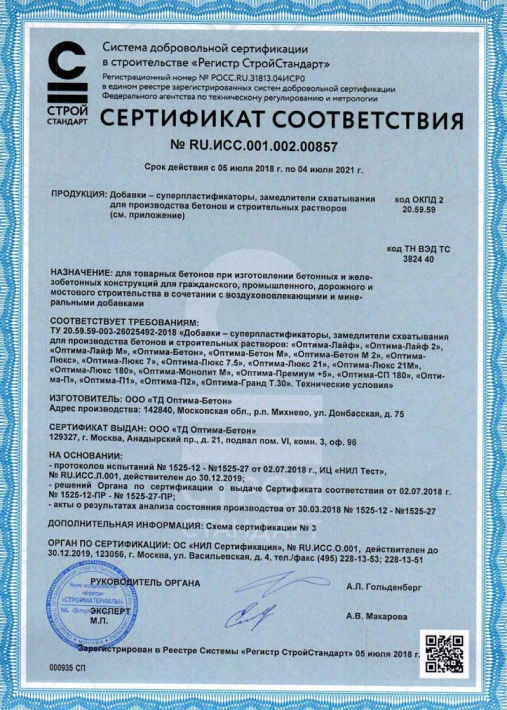 СТРОЙ
СТАНДАРТ
Система добровольной сертификации
в строительстве «Регистр СтройСтандарт»
Регистрационный номер № РОСС.RU.31813.04ИСР0
в едином реестре зарегистрированных систем добровольной сертификации
Федерального агентства по техническому регулированию и метрологии
СЕРТИФИКАТ СООТВЕТСТВИЯ
№ RU.ИСС.001.002.00857
Срок действия с 05 июля 2018 г. по 04 июля 2021 г.
ПРОДУКЦИЯ: Добавки – суперпластификаторы, замедлители схватывания
для производства бетонов и строительных растворов
(см. приложение)
код ОКПД 2
20.59.59
код ТН ВЭД ТС
3824 40
НАЗНАЧЕНИЕ: для товарных бетонов при изготовлении бетонных и желе-
зобетонных конструкций для гражданского, промышленного, дорожного и
мостового строительства в сочетании с воздухововлекающими и мине-
ральными добавками
СООТВЕТСТВУЕТ ТРЕБОВАНИЯМ:
ТУ 20.59.59-003-26025492-2018 «Добавки – суперпластификаторы, замедлители схватывания
для производства бетонов и строительных растворов: «Оптима-Лайф», «Оптима-Лайф 2»,
«Оптима-Лайф М», «Оптима-Бетон», «Оптима-Бетон М», «Оптима-Бетон М 2», «Оптима-
Люкс», «Оптима-Люкс 7», «Оптима-Люкс 7.5», «Оптима-Люкс 21», «Оптима-Люкс 21М»,
«Оптима-Люкс 180», «Оптима-Монолит М», «Оптима-Премиум +5», «Оптима-СП 180», «Опти-
ма-П», «Оптима-П1», «Оптима-П2», «Оптима-Гранд Т.30». Технические условия»
ИЗГОТОВИТЕЛЬ: ООО «ТД Оптима-Бетон»
Адрес производства: 142840, Московская обл., р.п. Михнево, ул. Донбасская, д. 75
СЕРТИФИКАТ ВЫДАН: ООО «ТД Оптима-Бетон»
129327, г. Москва, Анадырский пр., д. 21, подвал пом. VI, комн. 3, оф. 96
НА ОСНОВАНИИ:
- протоколов испытаний № 1525-12 - №1525-27 от 02.07.2018 г., ИЦ «НИЛ Тест»,
№ RU.ИСС.Л.001, действителен до 30.12.2019;
- решений Органа по сертификации о выдаче Сертификата соответствия от 02.07.2018 г.
№ 1525-12-ПР - № 1525-27-ПР;
- акты о результатах анализа состояния производства от 30.03.2018 № 1525-12 - №1525-27
ДОПОЛНИТЕЛЬНАЯ ИНФОРМАЦИЯ: Схема сертификации № 3
ОРГАН ПО СЕРТИФИКАЦИИ: ОС «НИЛ Сертификация», № RU.ИСС.О.001, действителен до
30.12.2019, 123056, г. Москва, ул. Васильевская, д. 4, тел./факс (495) 228-13-53; 228-13-51
РУКОВОДИТЕЛЬ ОРГАНА
А.Л. Гольденберг
«СТРОЙМАТЕРИАЛЫ»
ЭКСПЕРТ
М.П.
А.В. Макарова
Зарегистрирован в Реестре Системы «Регистр СтройСтандарт» 05 июля 2018 г.
000935 СП